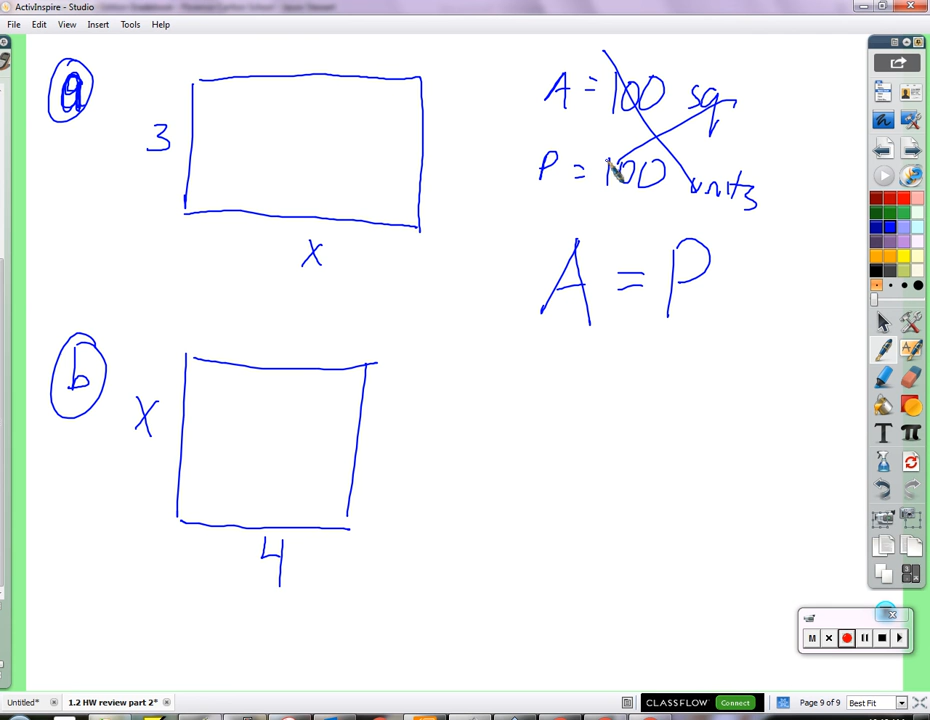 ActivInspire - Studio
File Edit View Insert Tools
a
3
x
A = 100 sq
P = 100 units
A = P
b
x
4
M
Untitled*
1.2 HW review part 2*
CLASSFLOW
Connect
Page 9 of 9
Best Fit